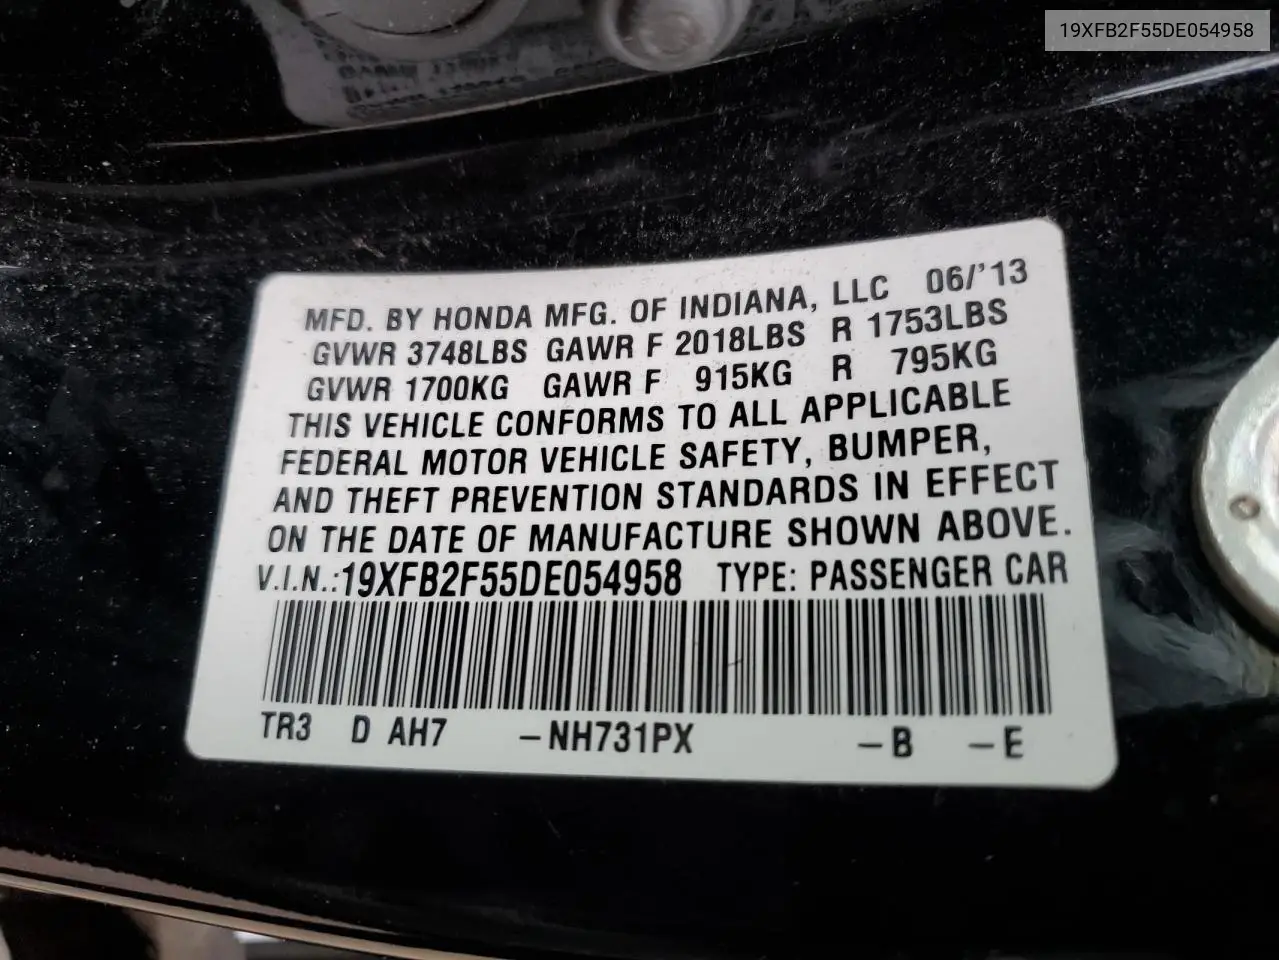 19XFB2F55DE054958
MFD. BY HONDA MFG. OF INDIANA, LLC 06/'13
GVWR 3748LBS GAWR F 2018LBS R 1753LBS
GVWR 1700KG GAWR F 915KG R 795KG
THIS VEHICLE CONFORMS TO ALL APPLICABLE
FEDERAL MOTOR VEHICLE SAFETY, BUMPER,
AND THEFT PREVENTION STANDARDS IN EFFECT
ON THE DATE OF MANUFACTURE SHOWN ABOVE.
V.I.N.:19XFB2F55DE054958 TYPE: PASSENGER CAR
TR3 D AH7 -NH731PX -B -E